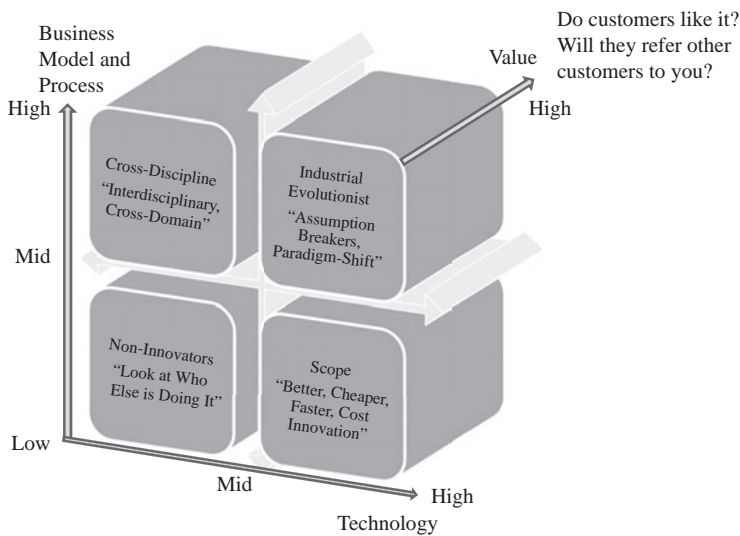 Do customers like it?
Will they refer other
customers to you?
Business
Model and
Process
Value
High
High
Cross-Discipline
“Interdisciplinary,
Cross-Domain”
Industrial
Evolutionist
“Assumption
Breakers,
Paradigm-Shift”
Mid
Non-Innovators
“Look at Who
Else is Doing It”
Scope
“Better, Cheaper,
Faster, Cost
Innovation”
Low
Mid
High
Technology